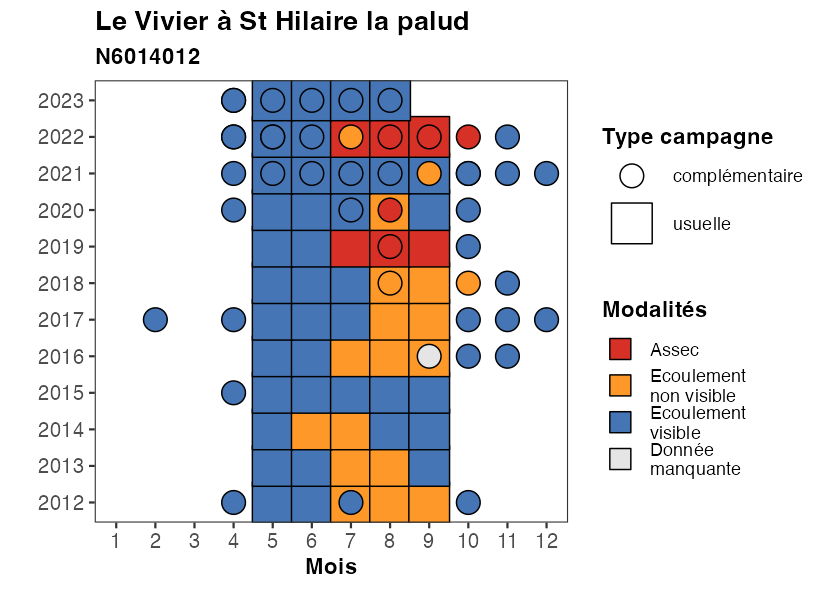 Le Vivier à St Hilaire la palud
N6014012
2023
2022
2021
2020
2019
2018
2017
2016
2015
2014
2013
2012
1 2 3 4 5 6 7 8 9 10 11 12
Mois
Type campagne
complémentaire
usuelle
Modalités
Assec
Ecoulement
non visible
Ecoulement
visible
Donnée
manquante